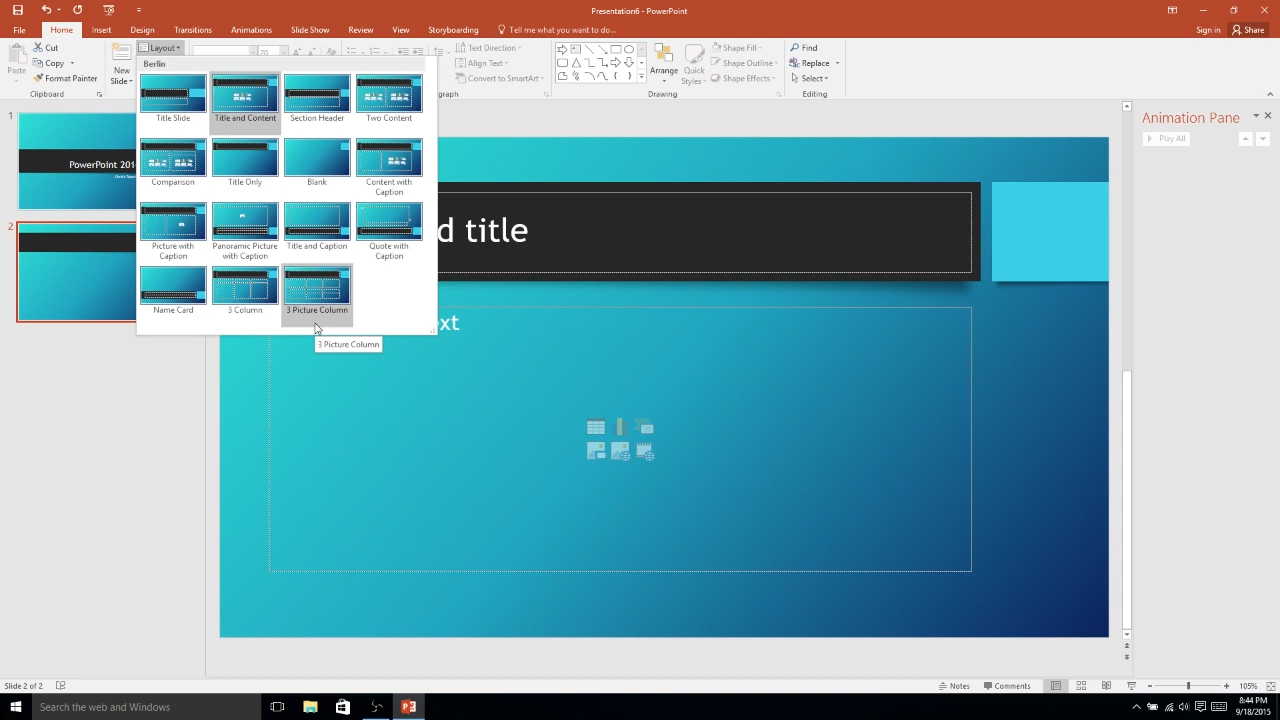 Presentation6 - PowerPoint
File Home Insert Design Transitions Animations Slide Show Review View Storyboarding Tell me what you want to do... Sign in Share
Paste
Cut
Copy
Format Painter
Clipboard
New
Slide
Layout
20
Text Direction
Align Text
Convert to SmartArt
graph
Arrange
Quick
Styles
Shape Fill
Shape Outline
Shape Effects
Drawing
Find
Replace
Select
Editing
Berlin
Title Slide Title and Content Section Header Two Content
Comparison Title Only Blank Content with
Caption
Picture with
Caption
Panoramic Picture
with Caption
Title and Caption
Quote with
Caption
Name Card 3 Column 3 Picture Column
3 Picture Column
1
PowerPoint 201
2
d title
ext
Animation Pane
Play All
Slide 2 of 2
Notes Comments 105%
Search the web and Windows
8:44 PM
9/18/2015